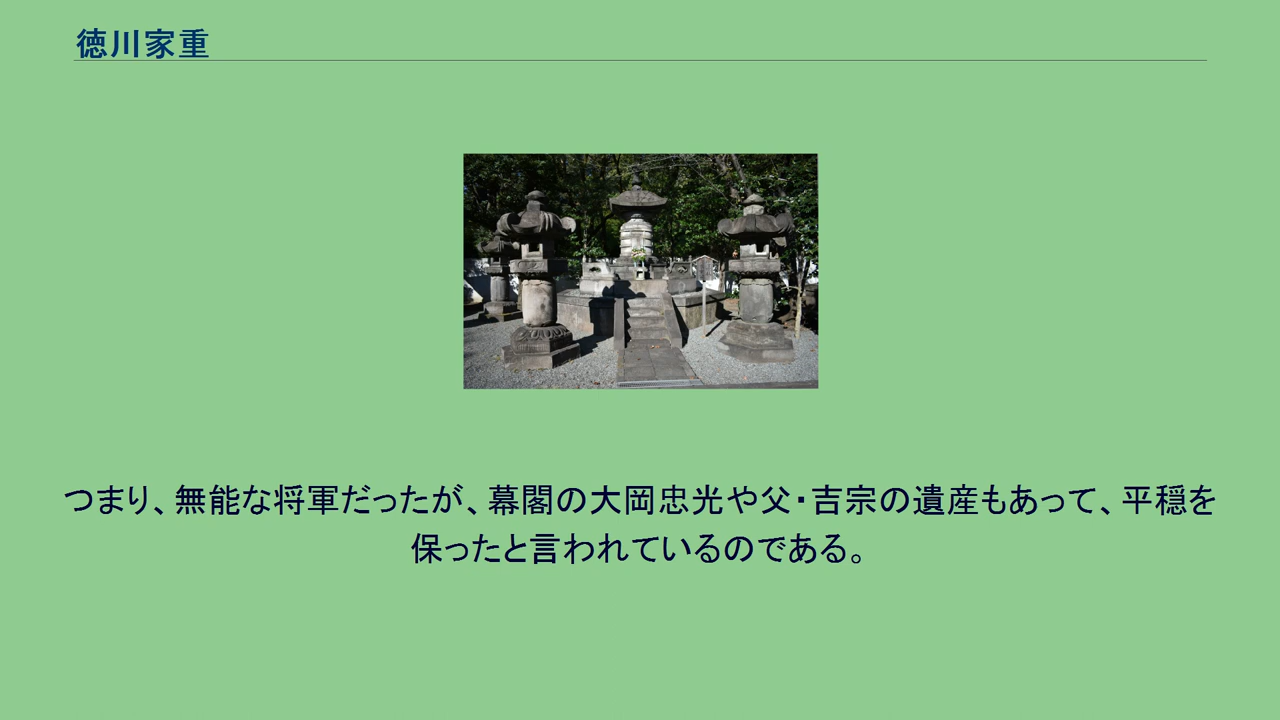 徳川家重
つまり、無能な将軍だったが、幕閣の大岡忠光や父・吉宗の遺産もあって、平穏を
保ったと言われているのである。